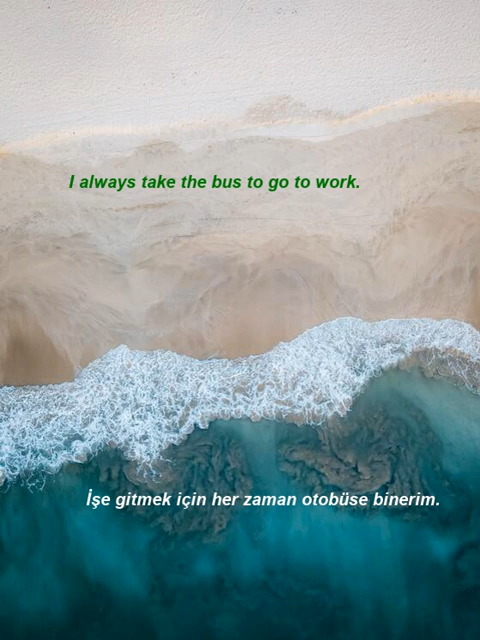 I always take the bus to go to work.
İşe gitmek için her zaman otobüse binerim.